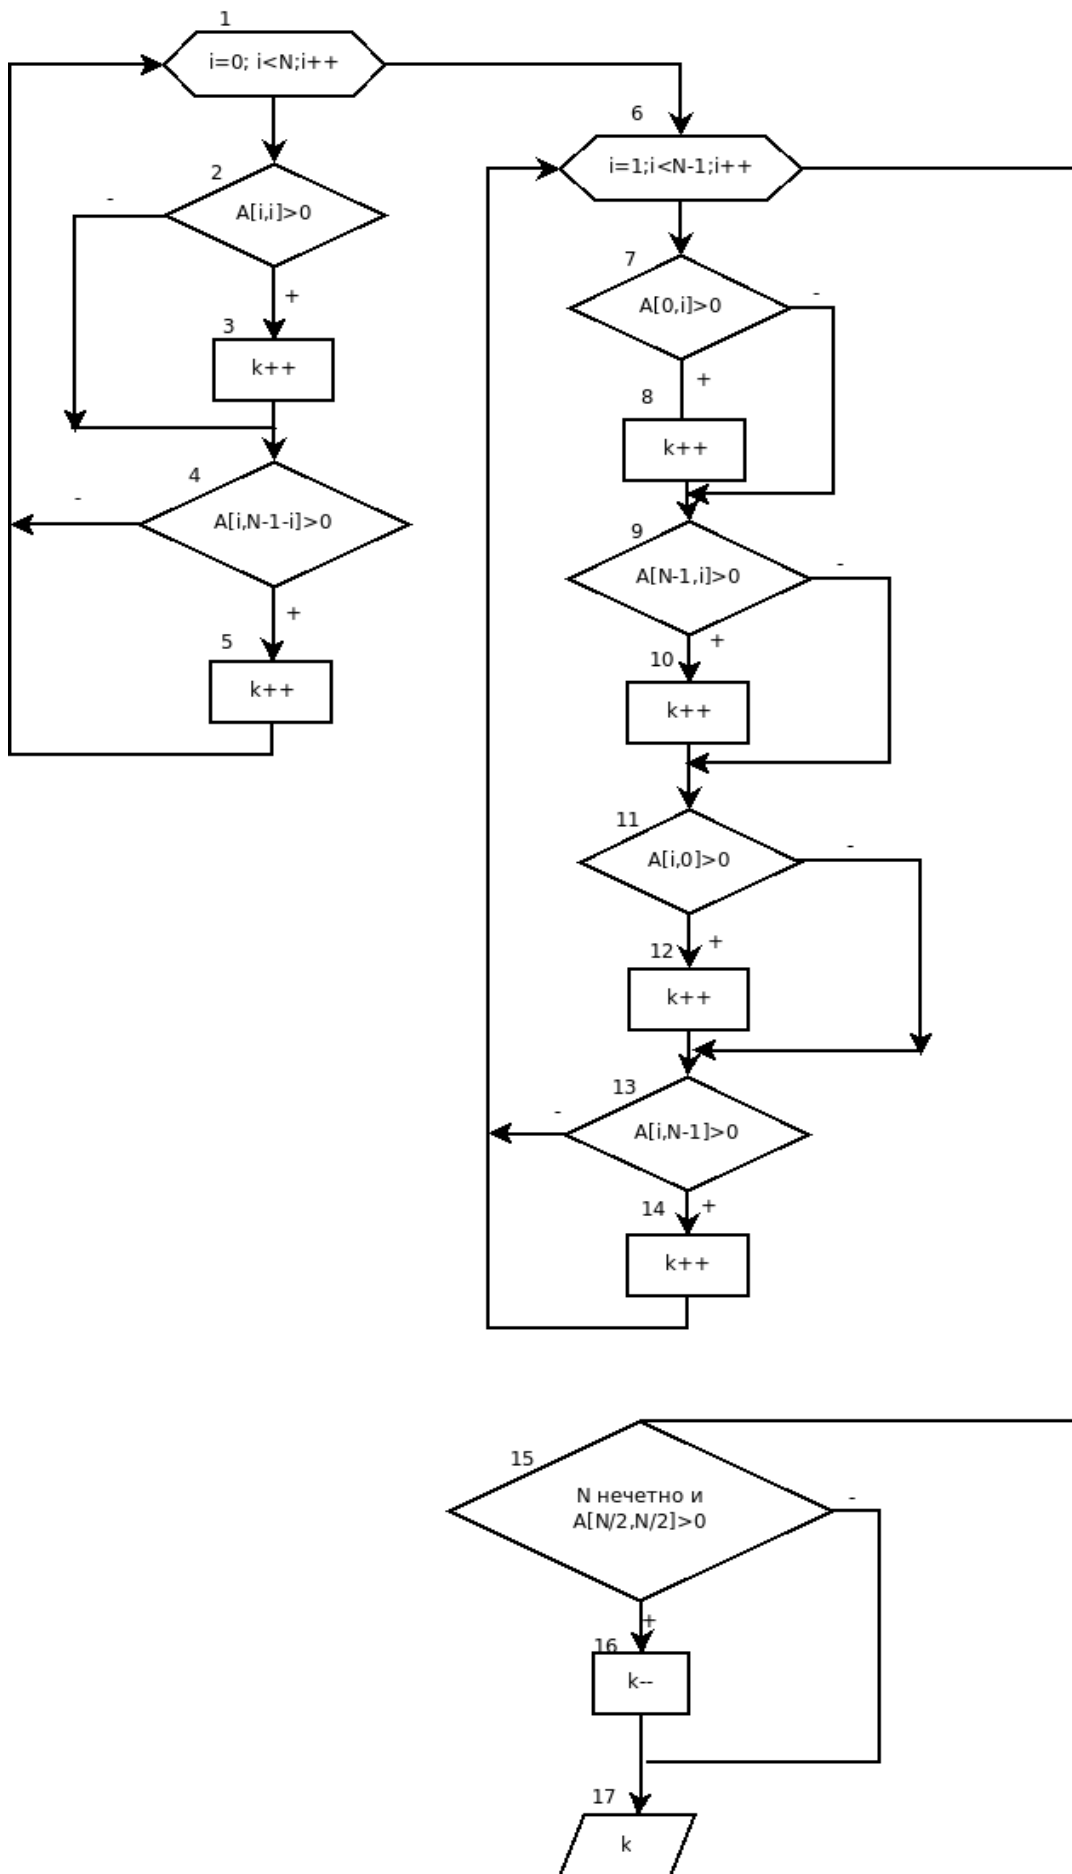 1
i=0; i<N;i++
2
A[i,i]>0
-
+
3
k++
4
A[i,N-1-i]>0
-
+
5
k++
6
i=1;i<N-1;i++
7
A[0,i]>0
-
+
8
k++
9
A[N-1,i]>0
-
+
10
k++
11
A[i,0]>0
-
+
12
k++
13
A[i,N-1]>0
-
+
14
k++
15
N нечетно и
A[N/2,N/2]>0
-
+
16
k--
17
k